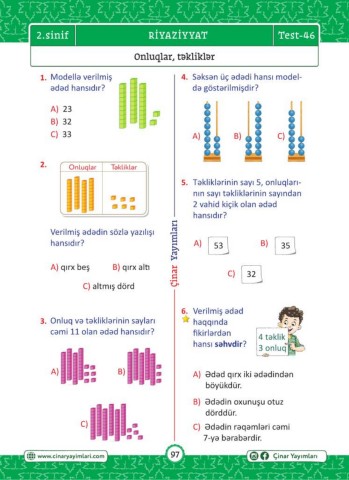 2.sinif
RİYAZİYYAT
Test-46
Onluqlar, təkliklər
1. Modellə verilmiş
ədəd hansıdır?
A) 23
B) 32
C) 33
2.
Onluqlar
Təkliklər
Verilmiş ədədin sözlə yazılışı
hansıdır?
A) qırx beş
B) qırx altı
C) altmış dörd
3. Onluq və təkliklərinin sayları
cəmi 11 olan ədəd hansıdır?
A)
B)
C)
4. Səksən üç ədədi hansı model-
də göstərilmişdir?
A)
B)
C)
5. Təkliklərinin sayı 5, onluqları-
nın sayı təkliklərinin sayından
2 vahid kiçik olan ədəd
hansıdır?
A) 53
B) 35
C) 32
6. Verilmiş ədəd
haqqında
fikirlərdən
hansı səhvdir?
4 təklik
3 onluq
A) Ədəd qırx iki ədədindən
böyükdür.
B) Ədədin oxunuşu otuz
dörddür.
C) Ədədin rəqəmləri cəmi
7-yə bərabərdir.
Çinar Yayımları
www.cinaryayimlari.com
97
Çinar Yayımları